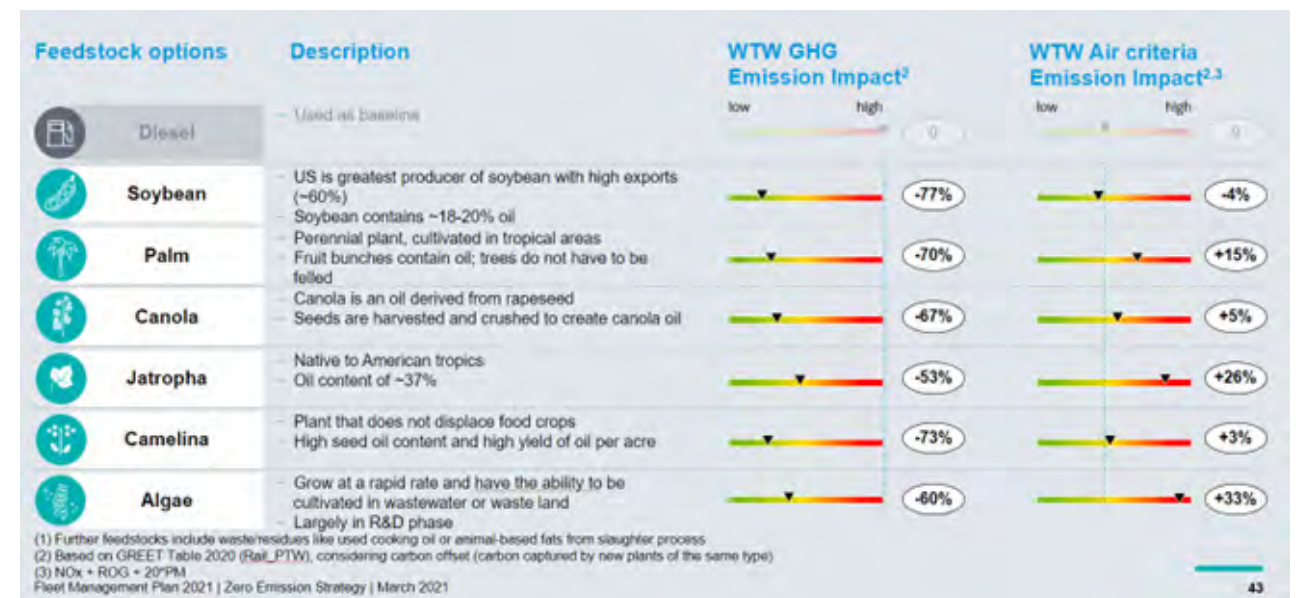 Feedstock options
Description
WTW GHG
Emission Impact2
WTW Air criteria
Emission Impact2,3
low high
low high
Diesel
- Used as baseline
0
0
Soybean
- US is greatest producer of soybean with high exports
(~60%)
- Soybean contains ~18-20% oil
-77%
-4%
Palm
- Perennial plant, cultivated in tropical areas
- Fruit bunches contain oil; trees do not have to be
felled
-70%
+15%
Canola
- Canola is an oil derived from rapeseed
- Seeds are harvested and crushed to create canola oil
-67%
+5%
Jatropha
- Native to American tropics
- Oil content of ~37%
-53%
+26%
Camelina
- Plant that does not displace food crops
- High seed oil content and high yield of oil per acre
-73%
+3%
Algae
- Grow at a rapid rate and have the ability to be
cultivated in wastewater or waste land
- Largely in R&D phase
-60%
+33%
(1) Further feedstocks include waste/residues like used cooking oil or animal-based fats from slaughter process
(2) Based on GREET Table 2020 (Rail_PTW), considering carbon offset (carbon captured by new plants of the same type)
(3) NOx + ROG + 20*PM
Fleet Management Plan 2021 | Zero Emission Strategy | March 2021
43